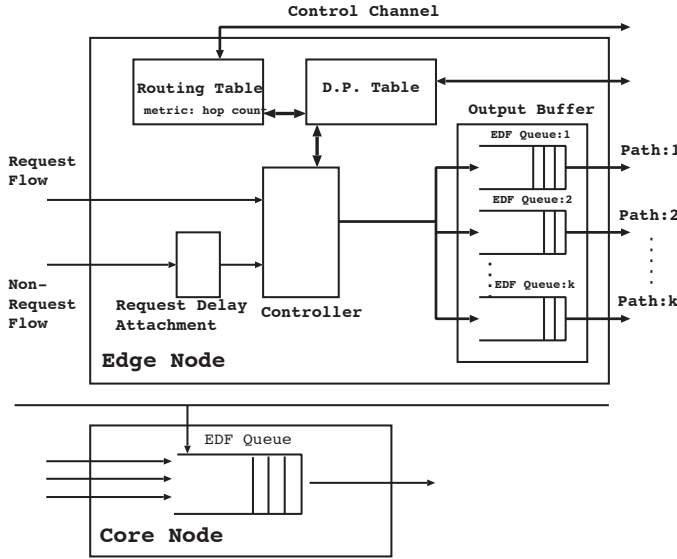 Control Channel
Routing Table
metric: hop count
D.P. Table
Output Buffer
EDF Queue:1
Path:1
Request
Flow
EDF Queue:2
Path:2
Non-
Request
Flow
Request Delay
Attachment
Controller
EDF Queue:k
Path:k
Edge Node
EDF Queue
Core Node